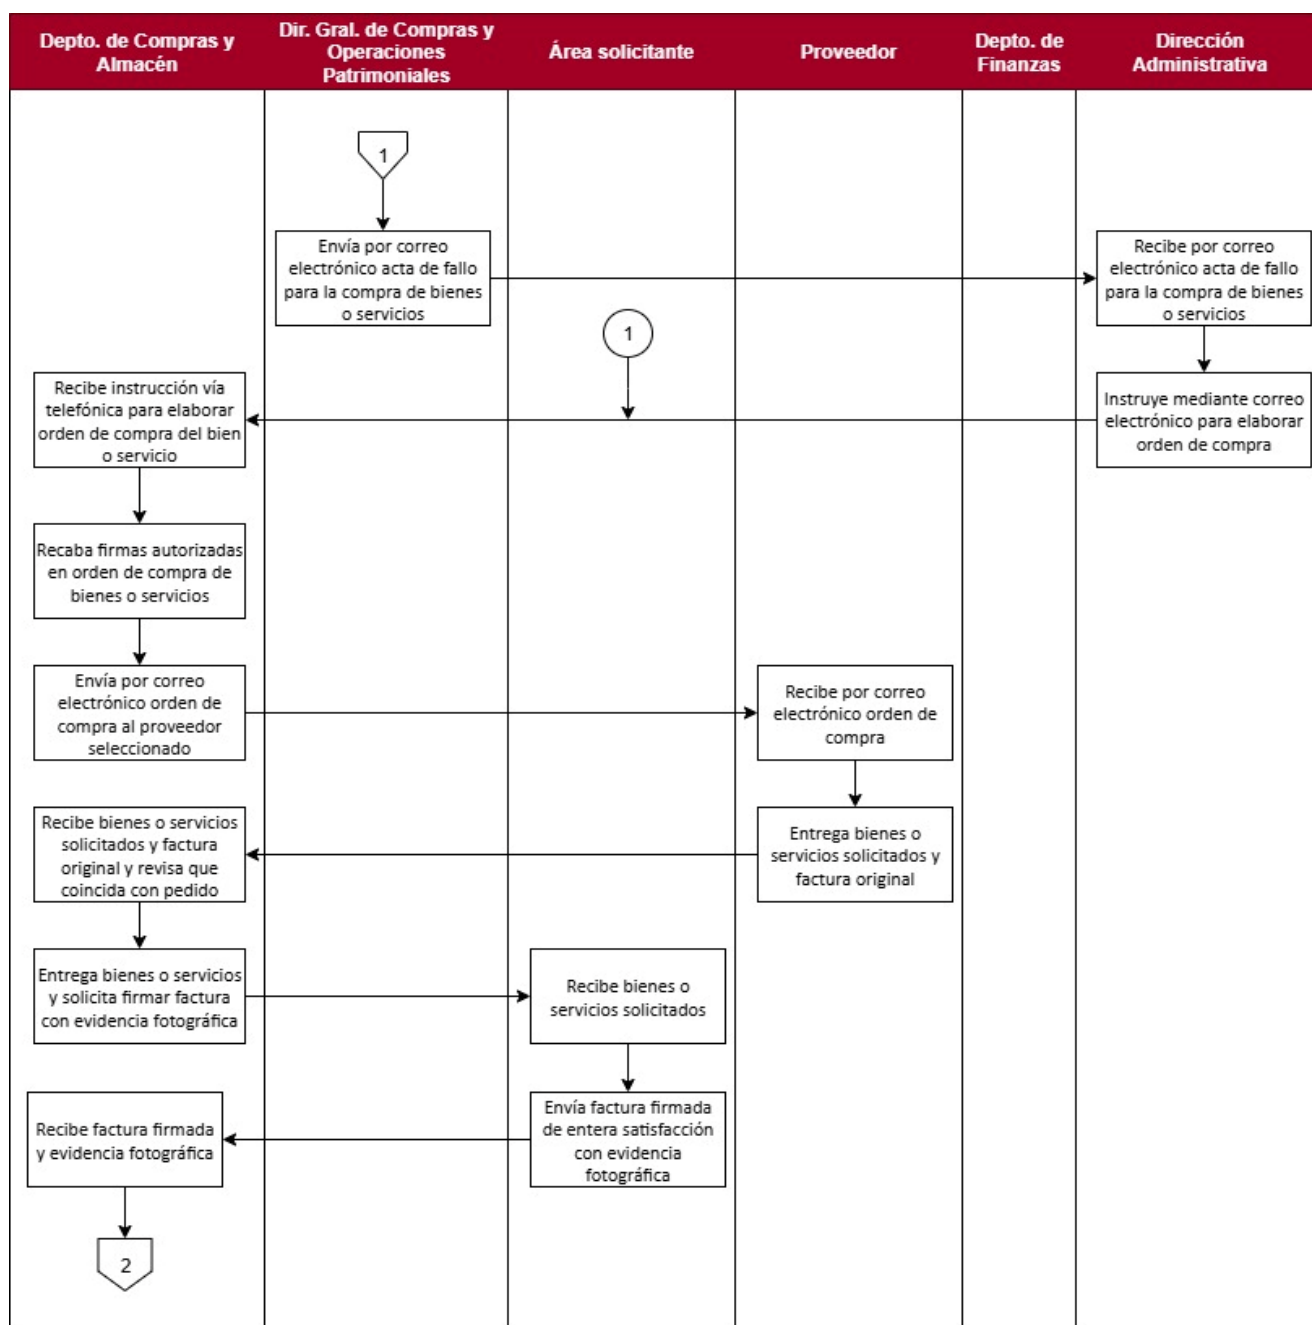 Depto. de Compras y
Almacén
Dir. Gral. de Compras y
Operaciones
Patrimoniales
Área solicitante
Proveedor
Depto. de
Finanzas
Dirección
Administrativa
1
Envía por correo
electrónico acta de fallo
para la compra de bienes
o servicios
Recibe por correo
electrónico acta de fallo
para la compra de bienes
o servicios
1
Recibe instrucción vía
telefónica para elaborar
orden de compra del bien
o servicio
Instruye mediante correo
electrónico para elaborar
orden de compra
Recaba firmas autorizadas
en orden de compra de
bienes o servicios
Envía por correo
electrónico orden de
compra al proveedor
seleccionado
Recibe por correo
electrónico orden de
compra
Recibe bienes o servicios
solicitados y factura
original y revisa que
coincida con pedido
Entrega bienes o
servicios solicitados y
factura original
Entrega bienes o servicios
y solicita firmar factura
con evidencia fotográfica
Recibe bienes o
servicios solicitados
Recibe factura firmada
y evidencia fotográfica
Envía factura firmada
de entera satisfacción
con evidencia
fotográfica
2